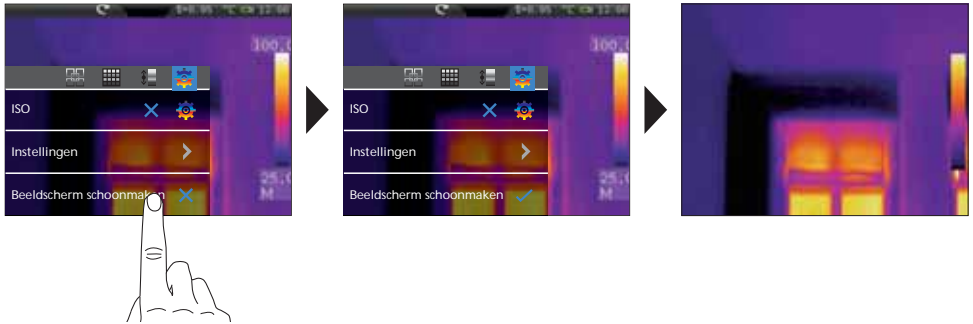 ISO
Instellingen
Beeldscherm schoonmaken
100,0
25,0
M
ISO
Instellingen
Beeldscherm schoonmaken
100,0
25,0
M